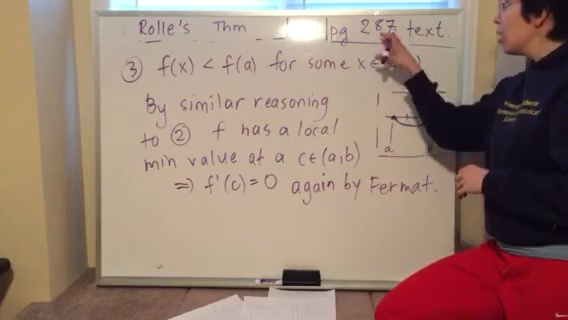 Rolle's Thm pg 287 text.
③ f(x) < f(a) for some x∈
By similar reasoning
to ② f has a local
min value at a c∈(a,b)
⇒ f'(c)=0 again by Fermat.
a